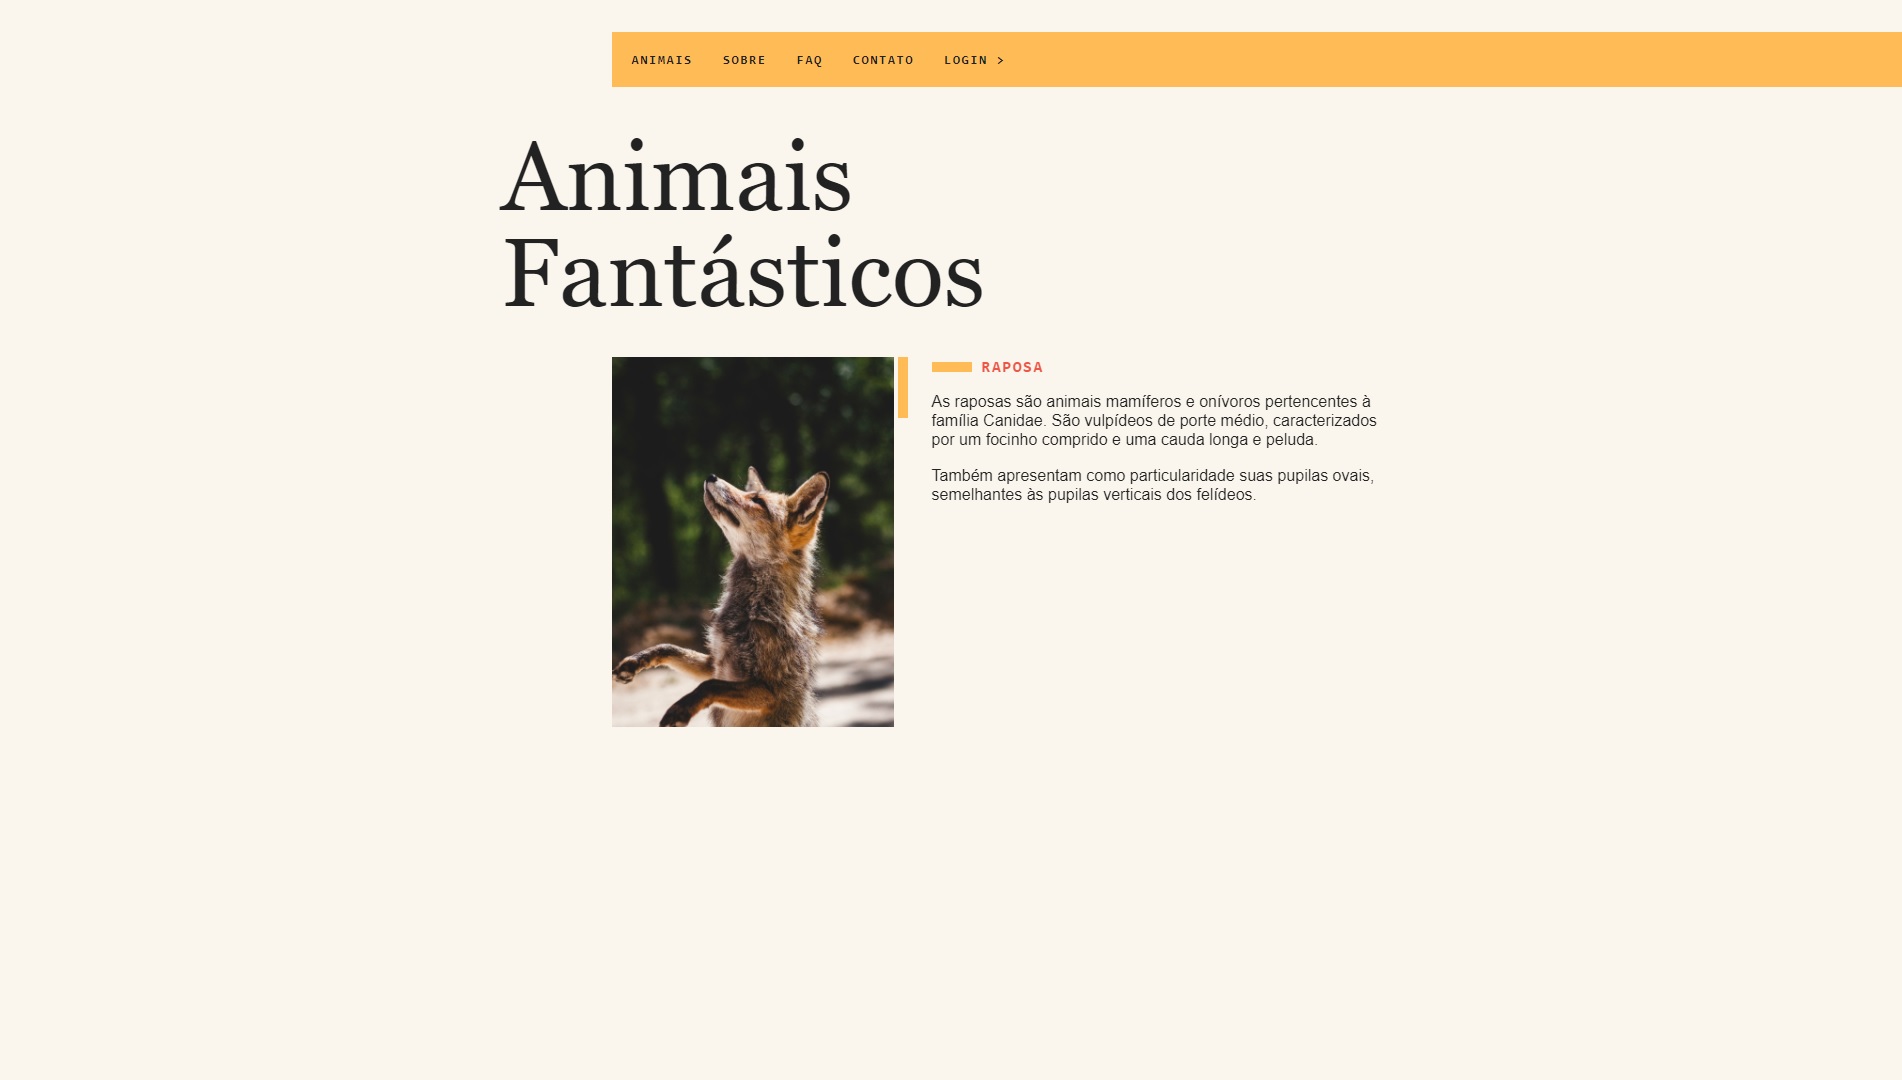 ANIMAIS SOBRE FAQ CONTATO LOGIN >
Animais
Fantásticos
RAPOSA
As raposas são animais mamíferos e onívoros pertencentes à
família Canidae. São vulpídeos de porte médio, caracterizados
por um focinho comprido e uma cauda longa e peluda.
Também apresentam como particularidade suas pupilas ovais,
semelhantes às pupilas verticais dos felídeos.